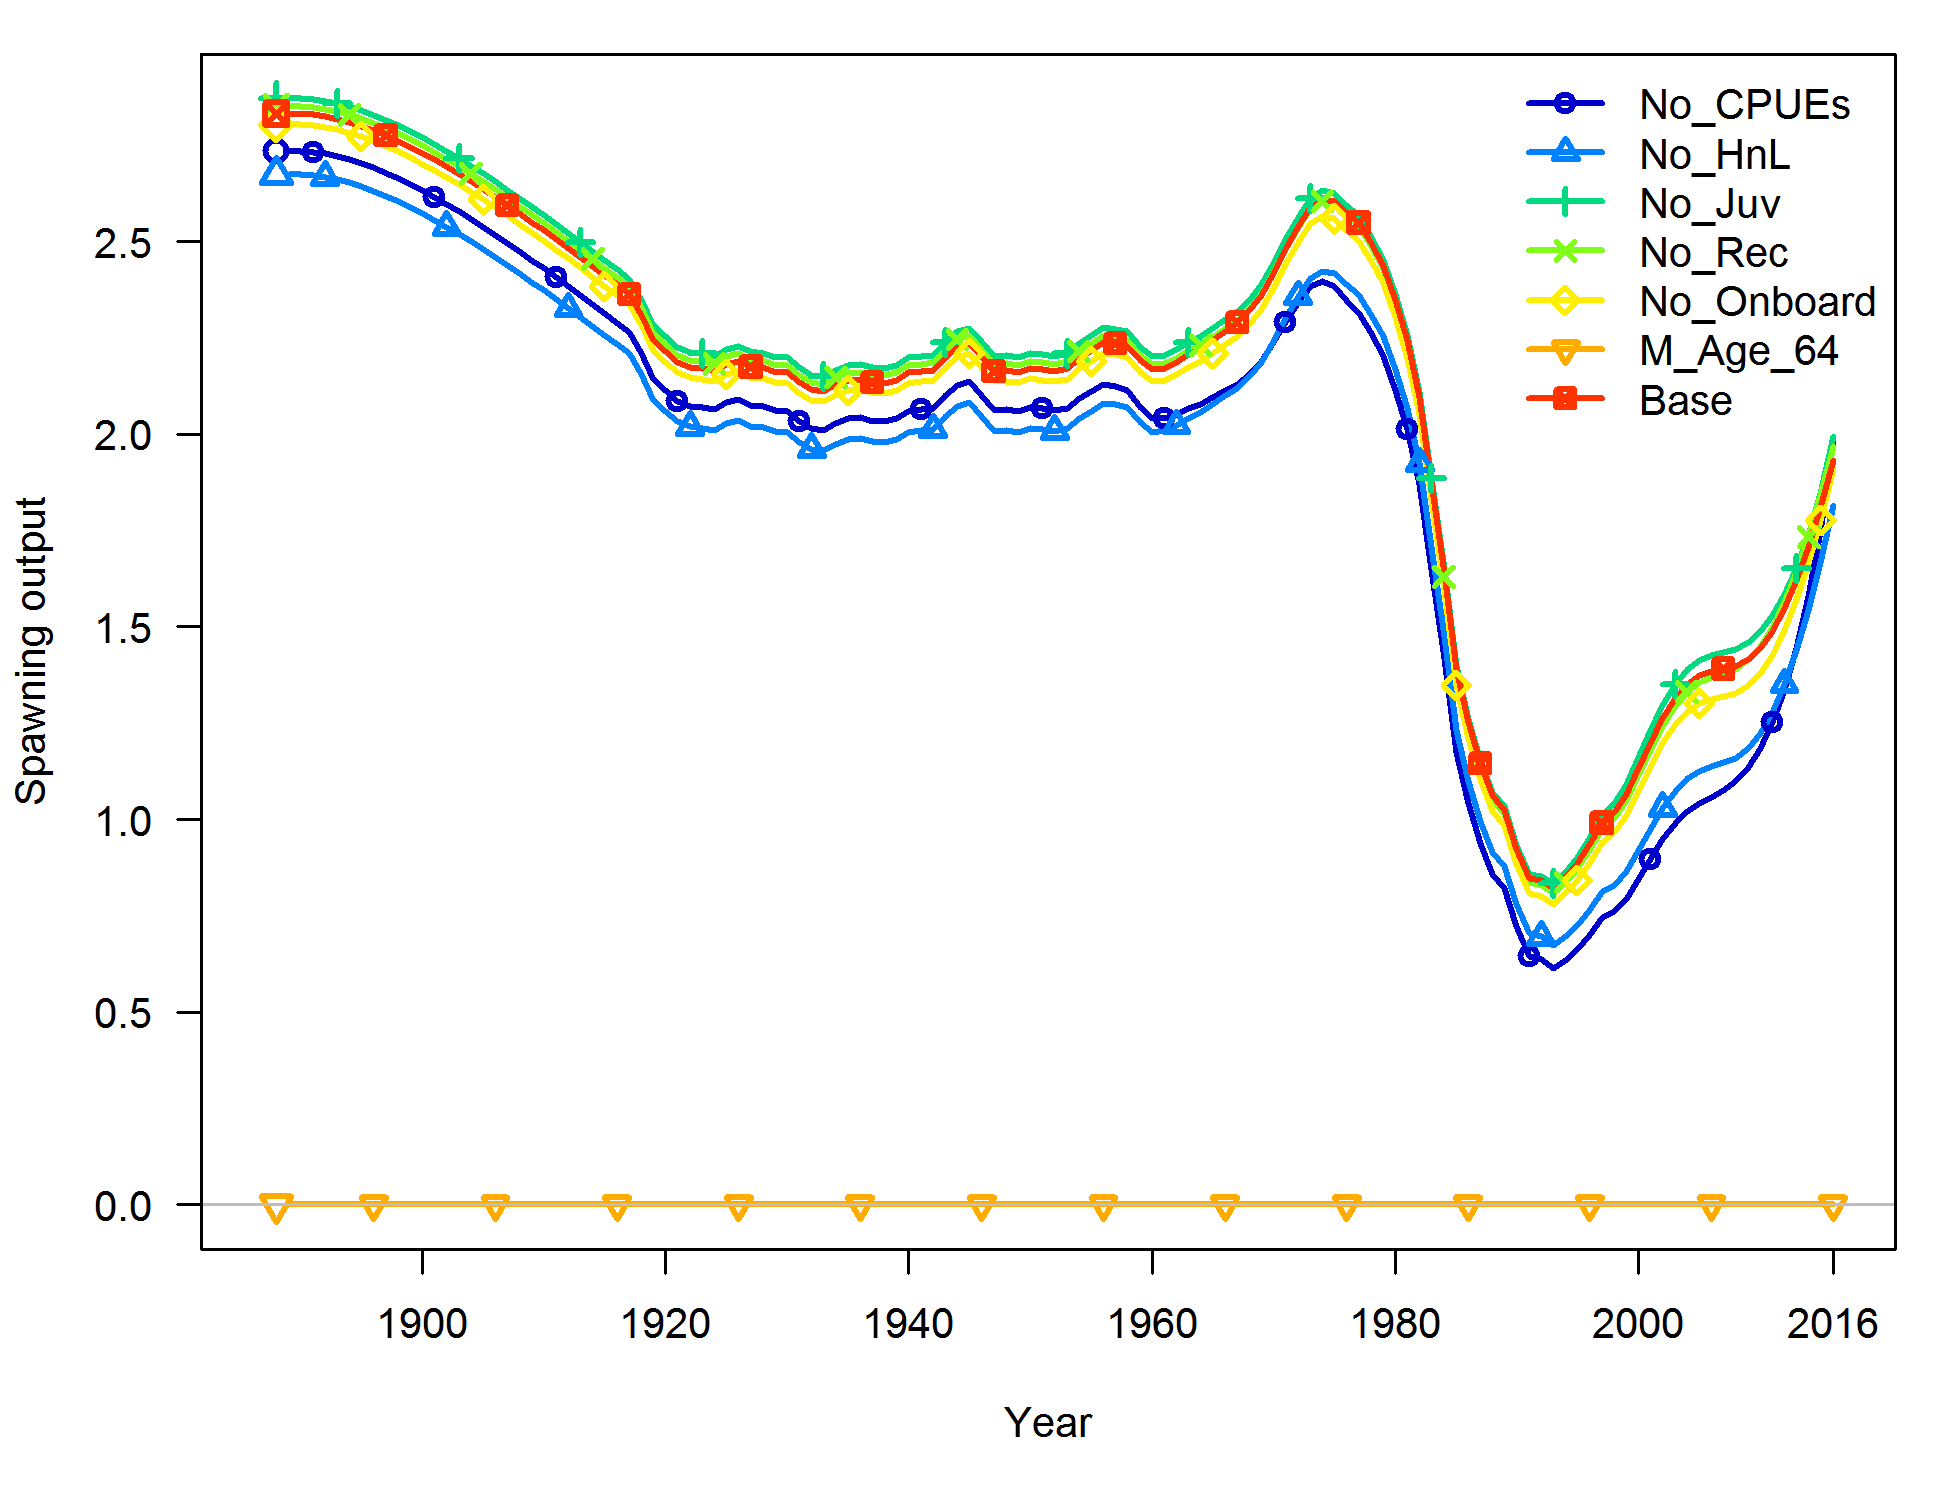 No_CPUEs
No_HnL
No_Juv
No_Rec
No_Onboard
M_Age_64
Base
Spawning output
2.5
2.0
1.5
1.0
0.5
0.0
1900 1920 1940 1960 1980 2000 2016
Year